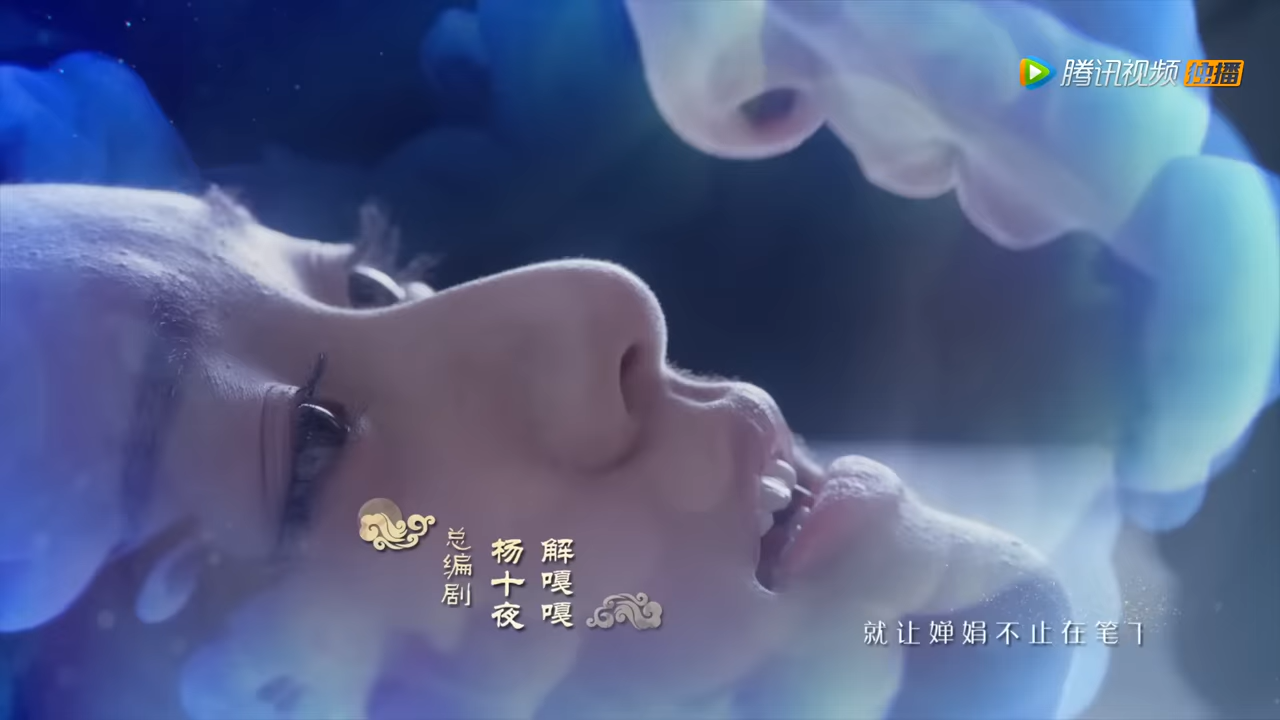 腾讯视频 独播
总编剧
杨十夜
解嘎嘎
就让婵娟不止在笔